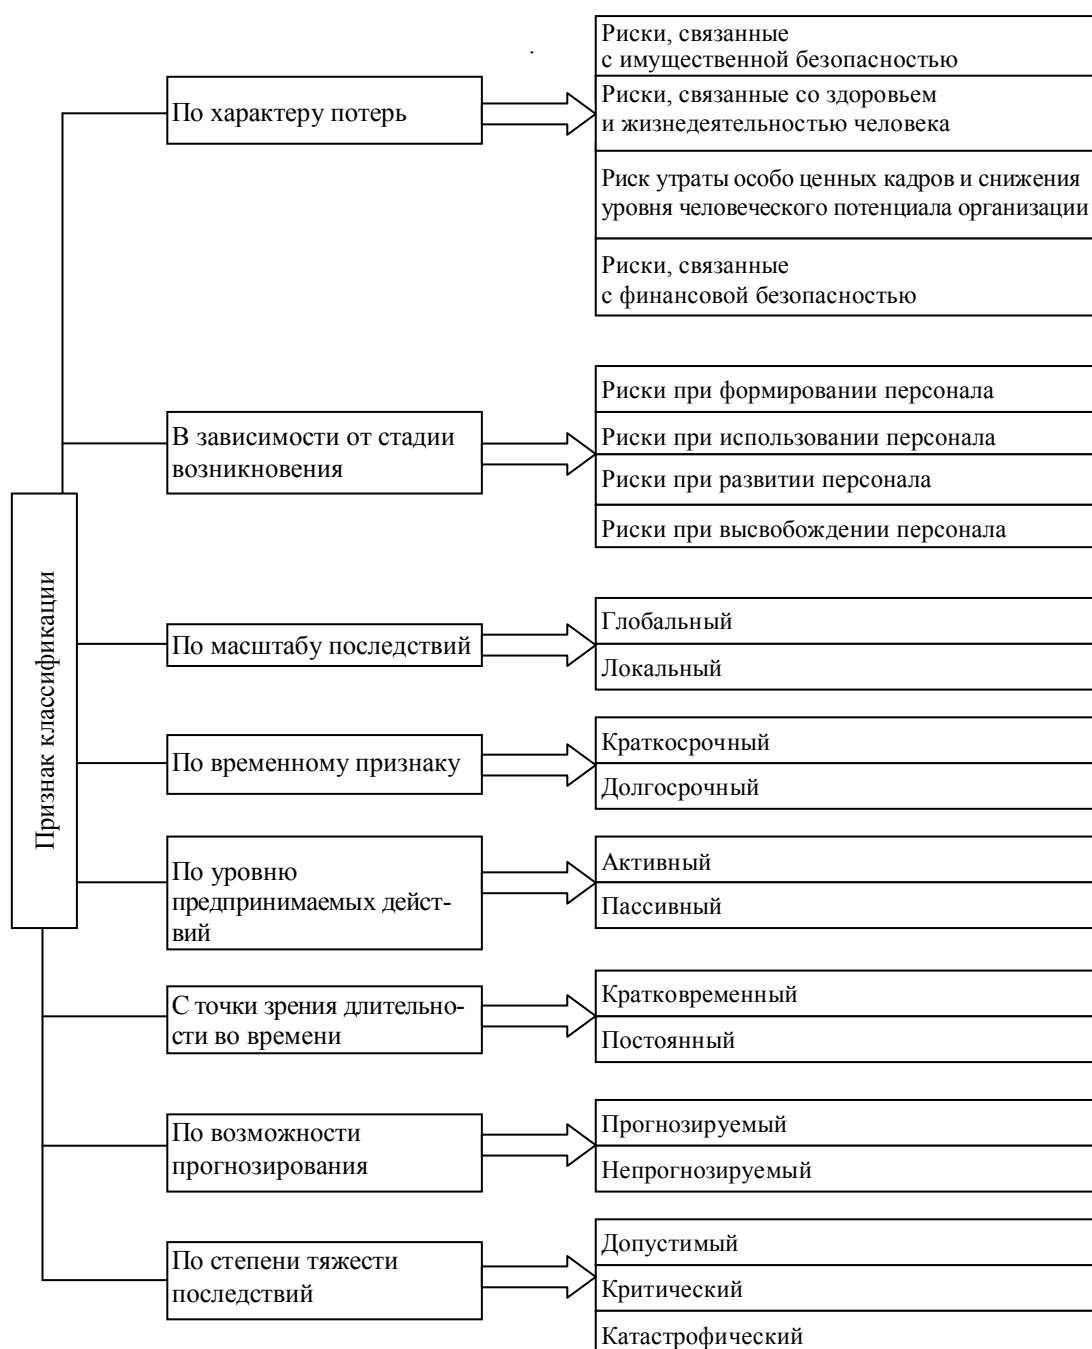 Признак классификации
По характеру потерь
Риски, связанные
с имущественной безопасностью
Риски, связанные со здоровьем
и жизнедеятельностью человека
Риск утраты особо ценных кадров и снижения
уровня человеческого потенциала организации
Риски, связанные
с финансовой безопасностью
В зависимости от стадии
возникновения
Риски при формировании персонала
Риски при использовании персонала
Риски при развитии персонала
Риски при высвобождении персонала
По масштабу последствий
Глобальный
Локальный
По временному признаку
Краткосрочный
Долгосрочный
По уровню
предпринимаемых дейст-
вий
Активный
Пассивный
С точки зрения длительно-
сти во времени
Кратковременный
Постоянный
По возможности
прогнозирования
Прогнозируемый
Непрогнозируемый
По степени тяжести
последствий
Допустимый
Критический
Катастрофический